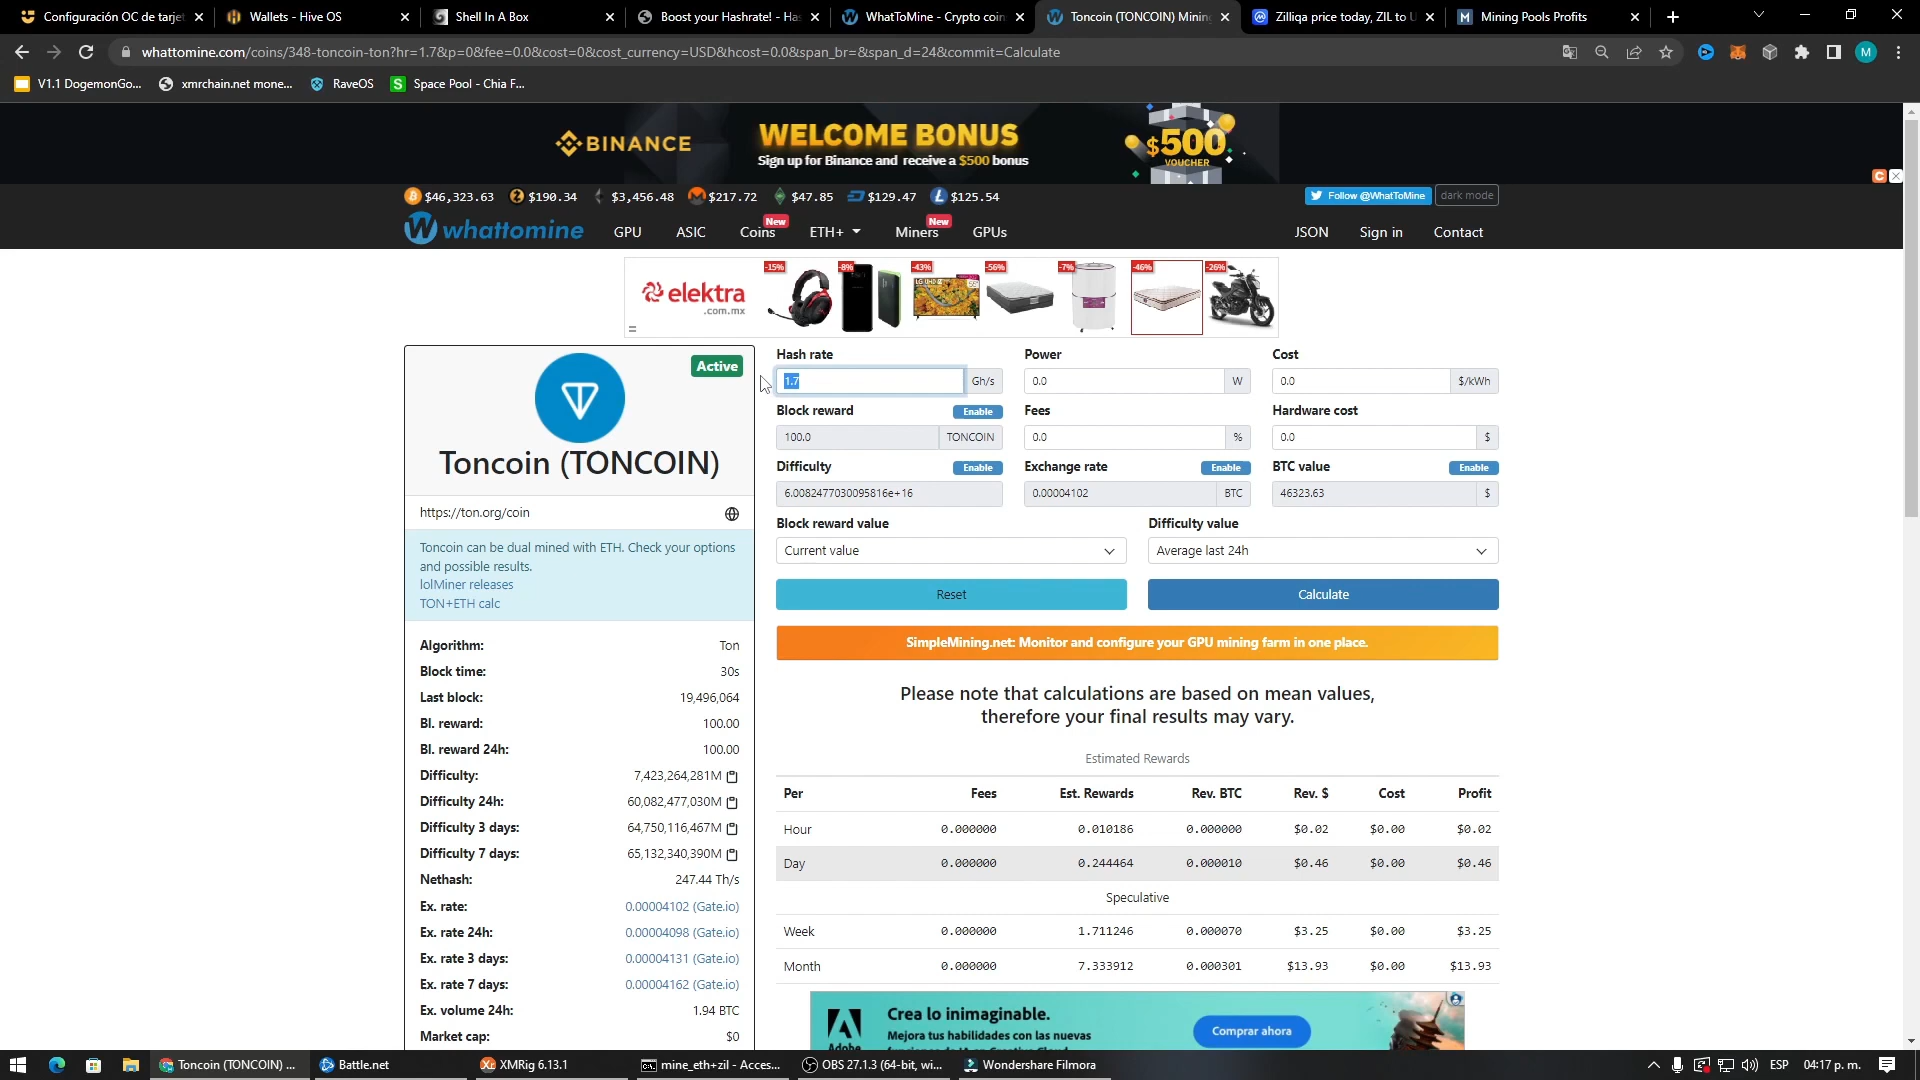 Configuración OC de tarjet
Wallets - Hive OS
Shell In A Box
Boost your Hashrate! - Has
WhatToMine - Crypto coin
Toncoin (TONCOIN) Mining
Zilliqa price today, ZIL to U
Mining Pools Profits
whattomine.com/coins/348-toncoin-ton?hr=1.7&p=0&fee=0.0&cost=0&cost_currency=USD&hcost=0.0&span_br=&span_d=24&commit=Calculate
M
V1.1 DogemonGo...
xmrchain.net mone...
RaveOS
Space Pool - Chia F...
BINANCE
WELCOME BONUS
Sign up for Binance and receive a $500 bonus
$500
VOUCHER
$46,323.63 $190.34 $3,456.48 $217.72 $47.85 $129.47 $125.54
Follow @WhatToMine
dark mode
whattomine
GPU
ASIC
Coins
New
ETH+
Miners
New
GPUs
JSON
Sign in
Contact
elektra
.com.mx
-15% -8% -43% -56% -7% -46% -26%
Active
Toncoin (TONCOIN)
https://ton.org/coin
Toncoin can be dual mined with ETH. Check your options
and possible results.
lolMiner releases
TON+ETH calc
Algorithm: Ton
Block time: 30s
Last block: 19,496,064
Bl. reward: 100.00
Bl. reward 24h: 100.00
Difficulty: 7,423,264,281M
Difficulty 24h: 60,082,477,030M
Difficulty 3 days: 64,750,116,467M
Difficulty 7 days: 65,132,340,390M
Nethash: 247.44 Th/s
Ex. rate: 0.00004102 (Gate.io)
Ex. rate 24h: 0.00004098 (Gate.io)
Ex. rate 3 days: 0.00004131 (Gate.io)
Ex. rate 7 days: 0.00004162 (Gate.io)
Ex. volume 24h: 1.94 BTC
Market cap: $0
Hash rate Power Cost
1.7 Gh/s 0.0 W 0.0 $/kWh
Block reward Enable Fees Hardware cost
100.0 TONCOIN 0.0 % 0.0 $
Difficulty Enable Exchange rate Enable BTC value Enable
6.0082477030095816e+16 0.00004102 BTC 46323.63 $
Block reward value Difficulty value
Current value Average last 24h
Reset Calculate
SimpleMining.net: Monitor and configure your GPU mining farm in one place.
Please note that calculations are based on mean values,
therefore your final results may vary.
Estimated Rewards
Per Fees Est. Rewards Rev. BTC Rev. $ Cost Profit
Hour 0.000000 0.010186 0.000000 $0.02 $0.00 $0.02
Day 0.000000 0.244464 0.000010 $0.46 $0.00 $0.46
Speculative
Week 0.000000 1.711246 0.000070 $3.25 $0.00 $3.25
Month 0.000000 7.333912 0.000301 $13.93 $0.00 $13.93
Adobe
Crea lo inimaginable.
Mejora tus habilidades con las nuevas
Comprar ahora
Toncoin (TONCOIN) ...
Battle.net
XMRig 6.13.1
mine_eth+zil - Acces...
OBS 27.1.3 (64-bit, wi...
Wondershare Filmora
ESP
04:17 p. m.